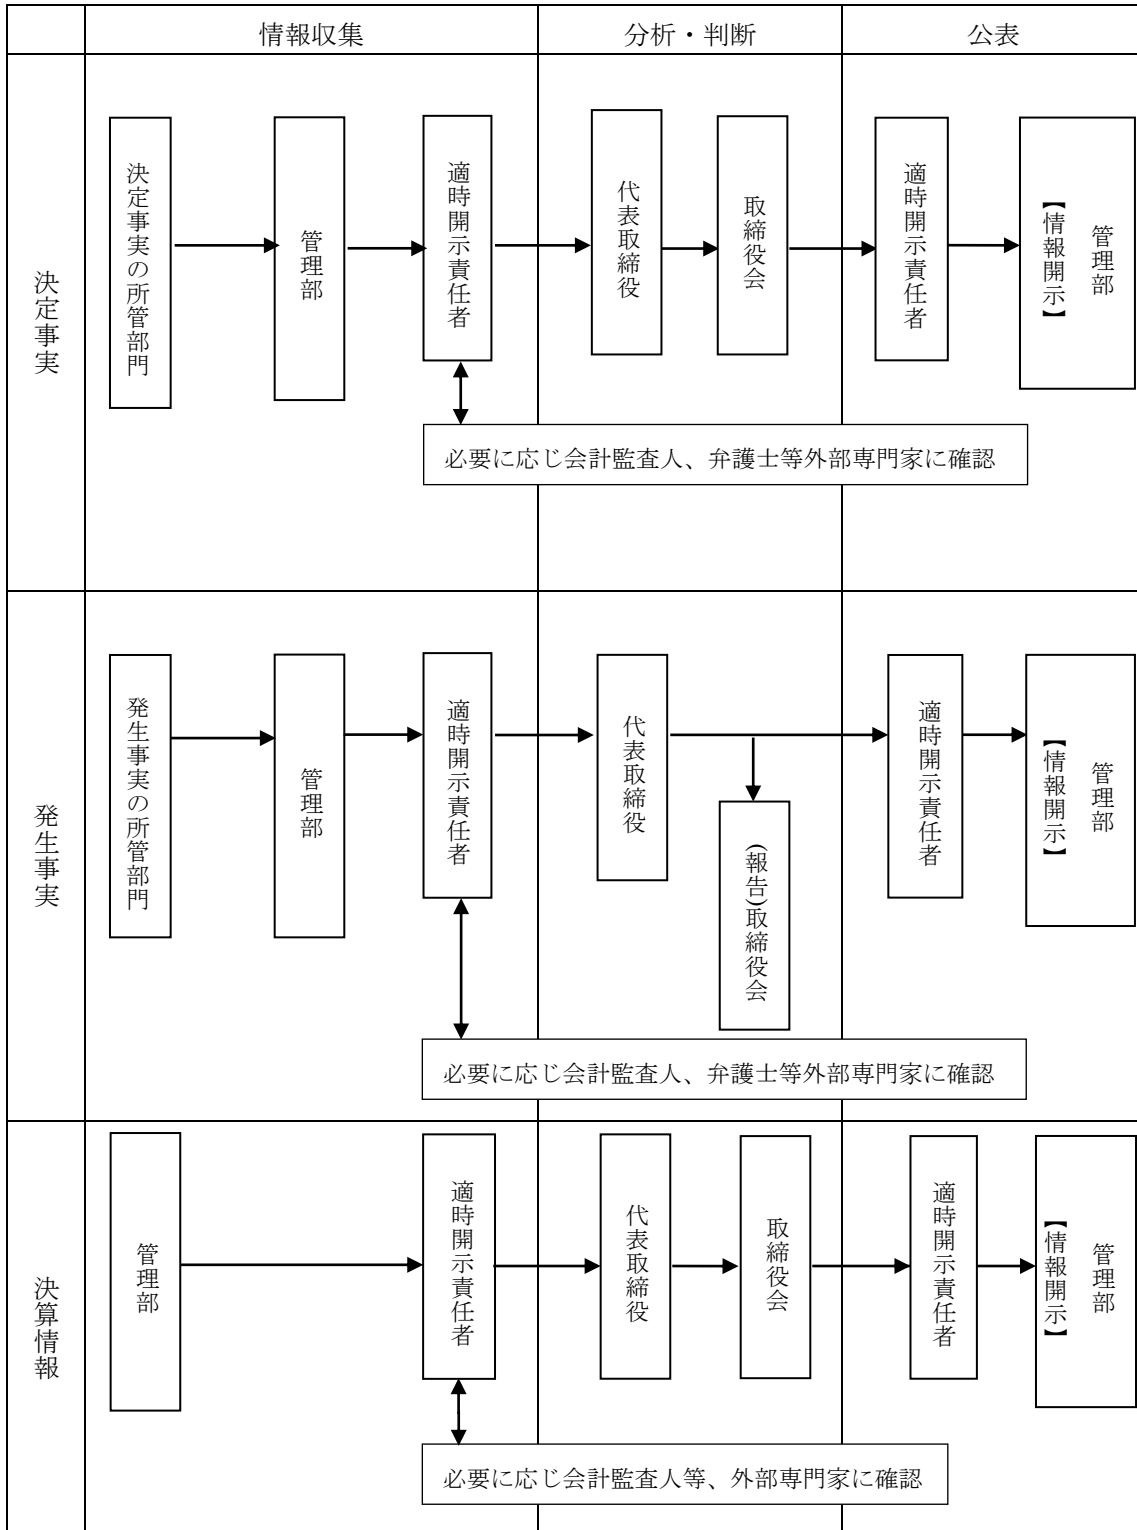 情報収集
分析・判断
公表
決定事実
決定事実の所管部門
管理部
適時開示責任者
代表取締役
取締役会
適時開示責任者
管理部
【情報開示】
必要に応じ会計監査人、弁護士等外部専門家に確認
発生事実
発生事実の所管部門
管理部
適時開示責任者
代表取締役
(報告)取締役会
適時開示責任者
管理部
【情報開示】
必要に応じ会計監査人、弁護士等外部専門家に確認
決算情報
管理部
適時開示責任者
代表取締役
取締役会
適時開示責任者
管理部
【情報開示】
必要に応じ会計監査人等、外部専門家に確認